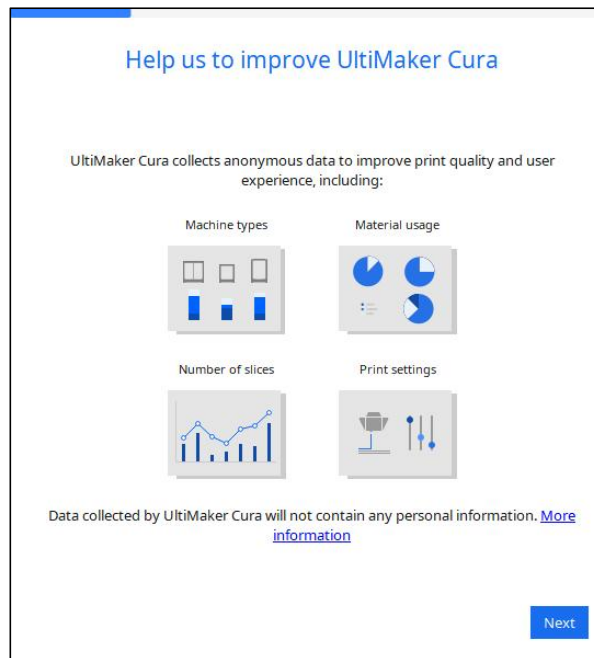 Help us to improve UltiMaker Cura
UltiMaker Cura collects anonymous data to improve print quality and user
experience, including:
Machine types
Material usage
Number of slices
Print settings
Data collected by UltiMaker Cura will not contain any personal information. More
information
Next